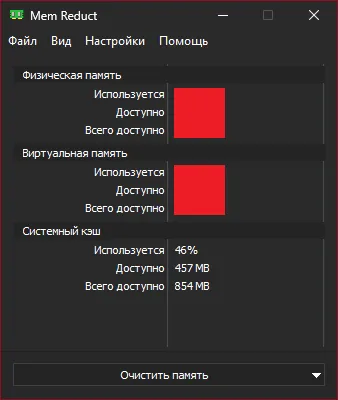 Mem Reduct
Файл Вид Настройки Помощь
Физическая память
Используется
Доступно
Всего доступно
Виртуальная память
Используется
Доступно
Всего доступно
Системный кэш
Используется 46%
Доступно 457 MB
Всего доступно 854 MB
Очистить память